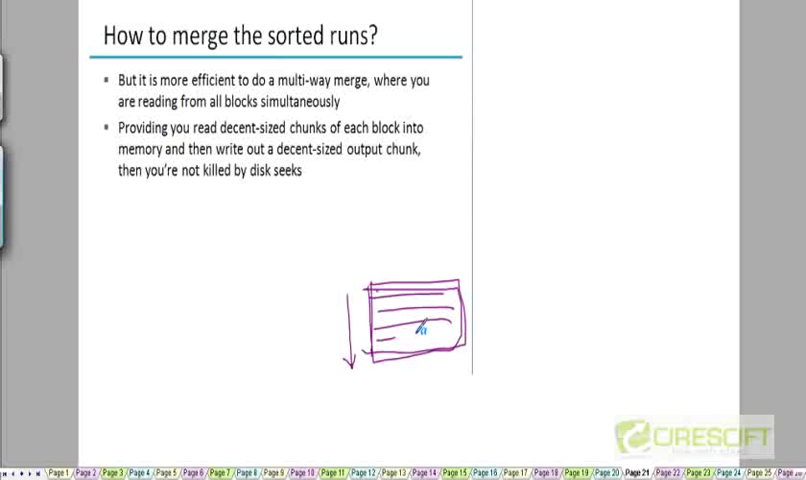 How to merge the sorted runs?
But it is more efficient to do a multi-way merge, where you
are reading from all blocks simultaneously
Providing you read decent-sized chunks of each block into
memory and then write out a decent-sized output chunk,
then you're not killed by disk seeks
Page 1 Page 2 Page 3 Page 4 Page 5 Page 6 Page 7 Page 8 Page 9 Page 10 Page 11 Page 12 Page 13 Page 14 Page 15 Page 16 Page 17 Page 18 Page 19 Page 20 Page 21 Page 22 Page 23 Page 24 Page 25 Page